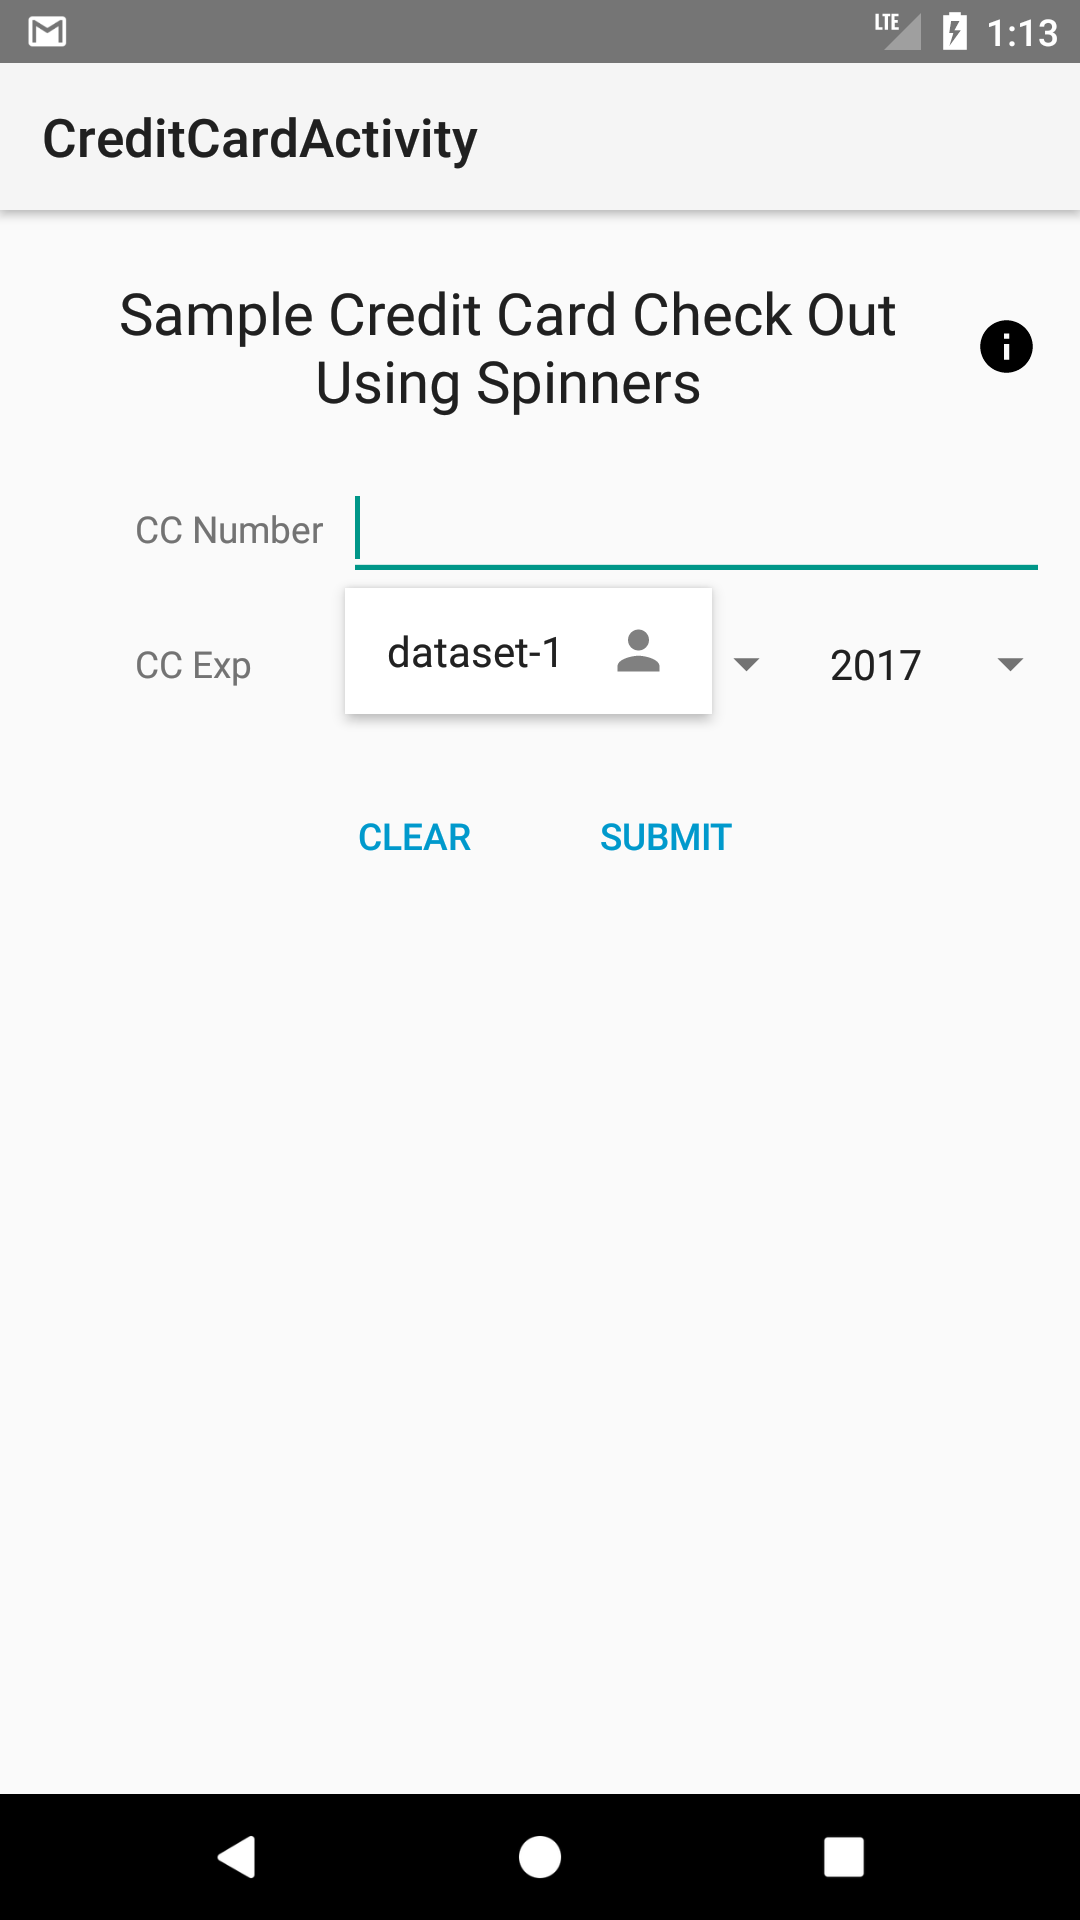 LTE 1:13
CreditCardActivity
Sample Credit Card Check Out
Using Spinners
CC Number
dataset-1
CC Exp
2017
CLEAR SUBMIT